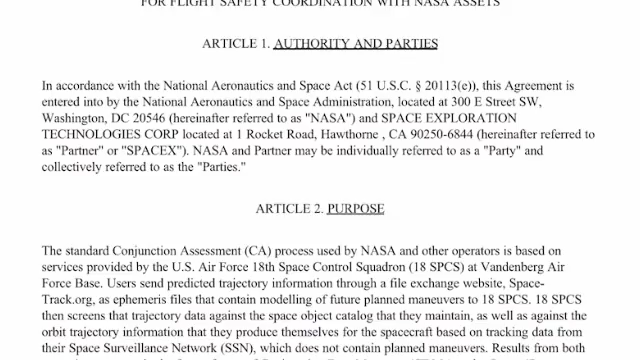 FOR FLIGHT SAFETY COORDINATION WITH NASA ASSETS
ARTICLE 1. AUTHORITY AND PARTIES
In accordance with the National Aeronautics and Space Act (51 U.S.C. § 20113(e)), this Agreement is
entered into by the National Aeronautics and Space Administration, located at 300 E Street SW,
Washington, DC 20546 (hereinafter referred to as "NASA") and SPACE EXPLORATION
TECHNOLOGIES CORP located at 1 Rocket Road, Hawthorne , CA 90250-6844 (hereinafter referred to
as "Partner" or "SPACEX"). NASA and Partner may be individually referred to as a "Party" and
collectively referred to as the "Parties."
ARTICLE 2. PURPOSE
The standard Conjunction Assessment (CA) process used by NASA and other operators is based on
services provided by the U.S. Air Force 18th Space Control Squadron (18 SPCS) at Vandenberg Air
Force Base. Users send predicted trajectory information through a file exchange website, Space-
Track.org, as ephemeris files that contain modelling of future planned maneuvers to 18 SPCS. 18 SPCS
then screens that trajectory data against the space object catalog that they maintain, as well as against the
orbit trajectory information that they produce themselves for the spacecraft based on tracking data from
their Space Surveillance Network (SSN), which does not contain planned maneuvers. Results from both